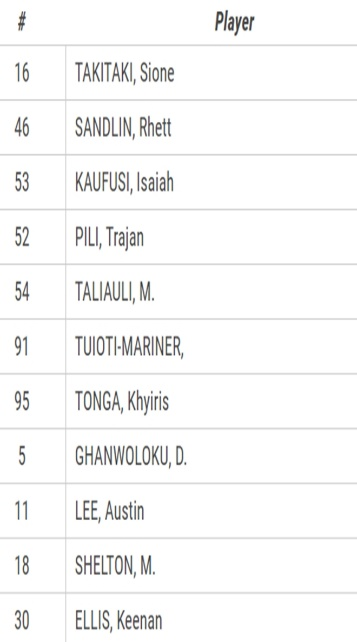 # Player
16 TAKITAKI, Sione
46 SANDLIN, Rhett
53 KAUFUSI, Isaiah
52 PILI, Trajan
54 TALIAULI, M.
91 TUIOTI-MARINER,
95 TONGA, Khyiris
5 GHANWOLOKU, D.
11 LEE, Austin
18 SHELTON, M.
30 ELLIS, Keenan